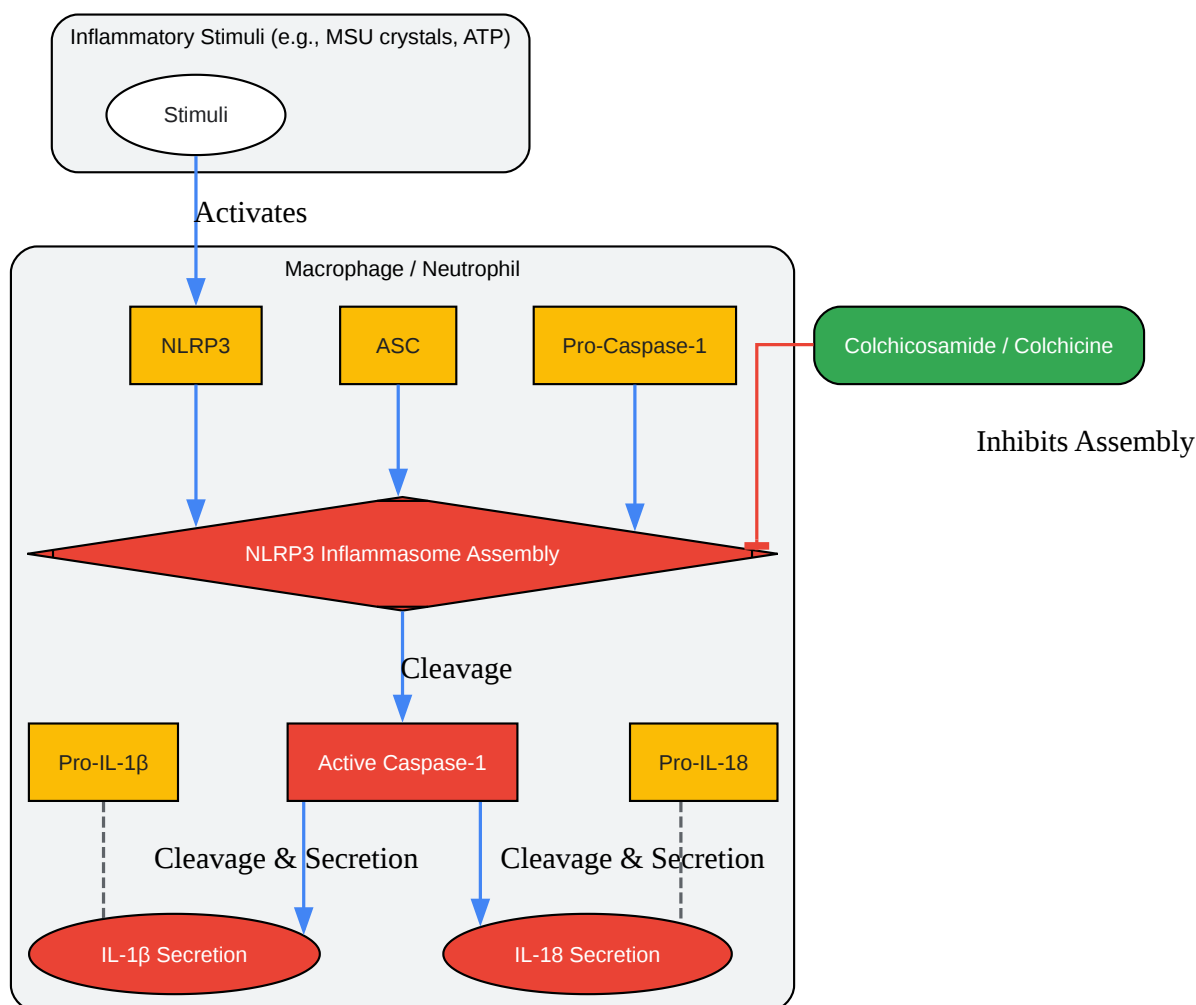 Inflammatory Stimuli (e.g., MSU crystals, ATP)
Stimuli
Activates
Macrophage / Neutrophil
NLRP3
ASC
Pro-Caspase-1
Colchicosamide / Colchicine
Inhibits Assembly
NLRP3 Inflammasome Assembly
Cleavage
Pro-IL-1β
Active Caspase-1
Pro-IL-18
Cleavage & Secretion
Cleavage & Secretion
IL-1β Secretion
IL-18 Secretion